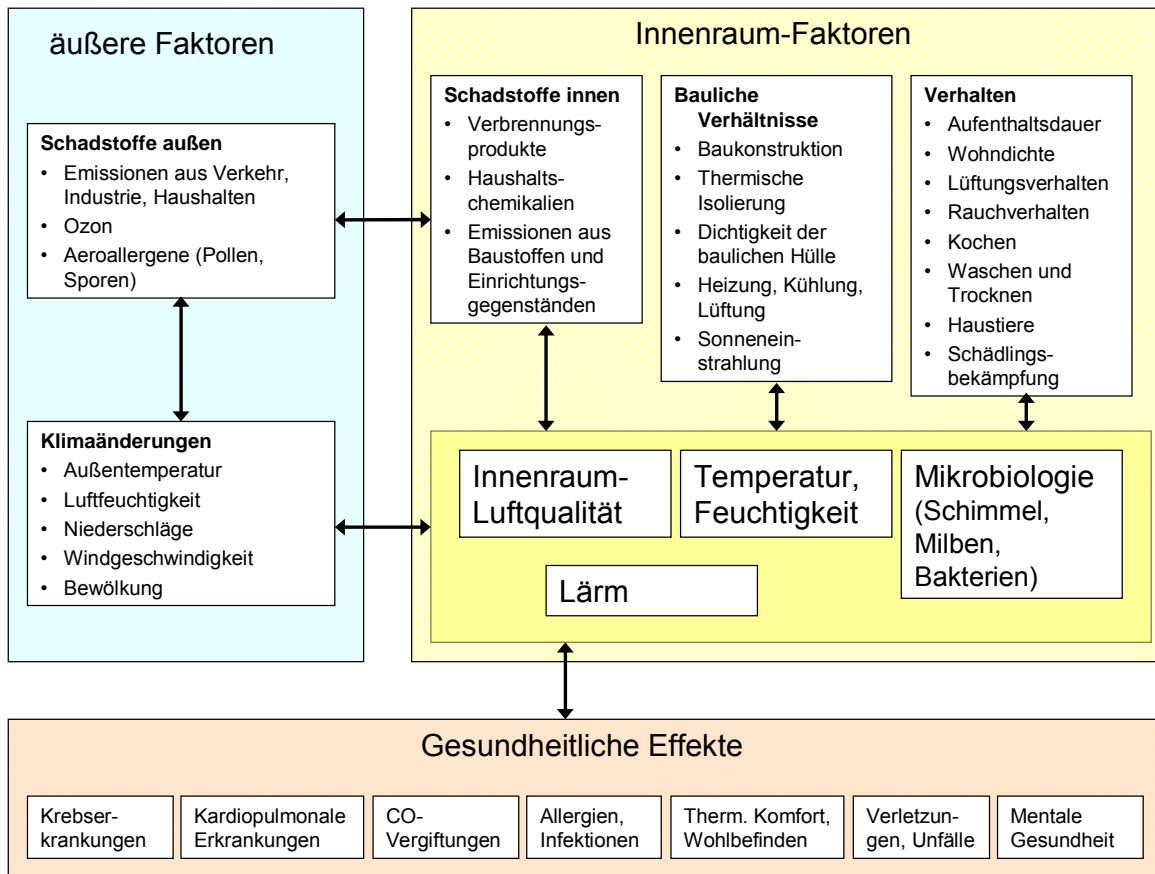 äußere Faktoren
Schadstoffe außen
• Emissionen aus Verkehr,
Industrie, Haushalten
• Ozon
• Aeroallergene (Pollen,
Sporen)
Klimaänderungen
• Außentemperatur
• Luftfeuchtigkeit
• Niederschläge
• Windgeschwindigkeit
• Bewölkung
Innenraum-Faktoren
Schadstoffe innen
• Verbrennungs-
produkte
• Haushalts-
chemikalien
• Emissionen aus
Baustoffen und
Einrichtungs-
gegenständen
Bauliche
Verhältnisse
• Baukonstruktion
• Thermische
Isolierung
• Dichtigkeit der
baulichen Hülle
• Heizung, Kühlung,
Lüftung
• Sonnenein-
strahlung
Verhalten
• Aufenthaltsdauer
• Wohndichte
• Lüftungsverhalten
• Rauchverhalten
• Kochen
• Waschen und
Trocknen
• Haustiere
• Schädlings-
bekämpfung
Innenraum-
Luftqualität
Temperatur,
Feuchtigkeit
Mikrobiologie
(Schimmel,
Milben,
Bakterien)
Lärm
Gesundheitliche Effekte
Krebser-
krankungen
Kardiopulmonale
Erkrankungen
CO-
Vergiftungen
Allergien,
Infektionen
Therm. Komfort,
Wohlbefinden
Verletzun-
gen, Unfälle
Mentale
Gesundheit